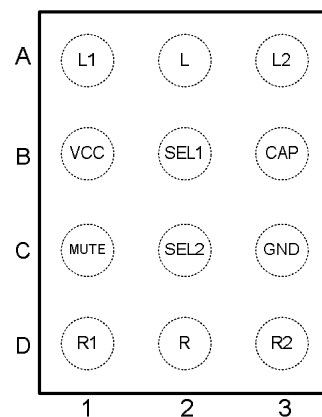 A L1 L L2
B VCC SEL1 CAP
C MUTE SEL2 GND
D R1 R R2
1 2 3